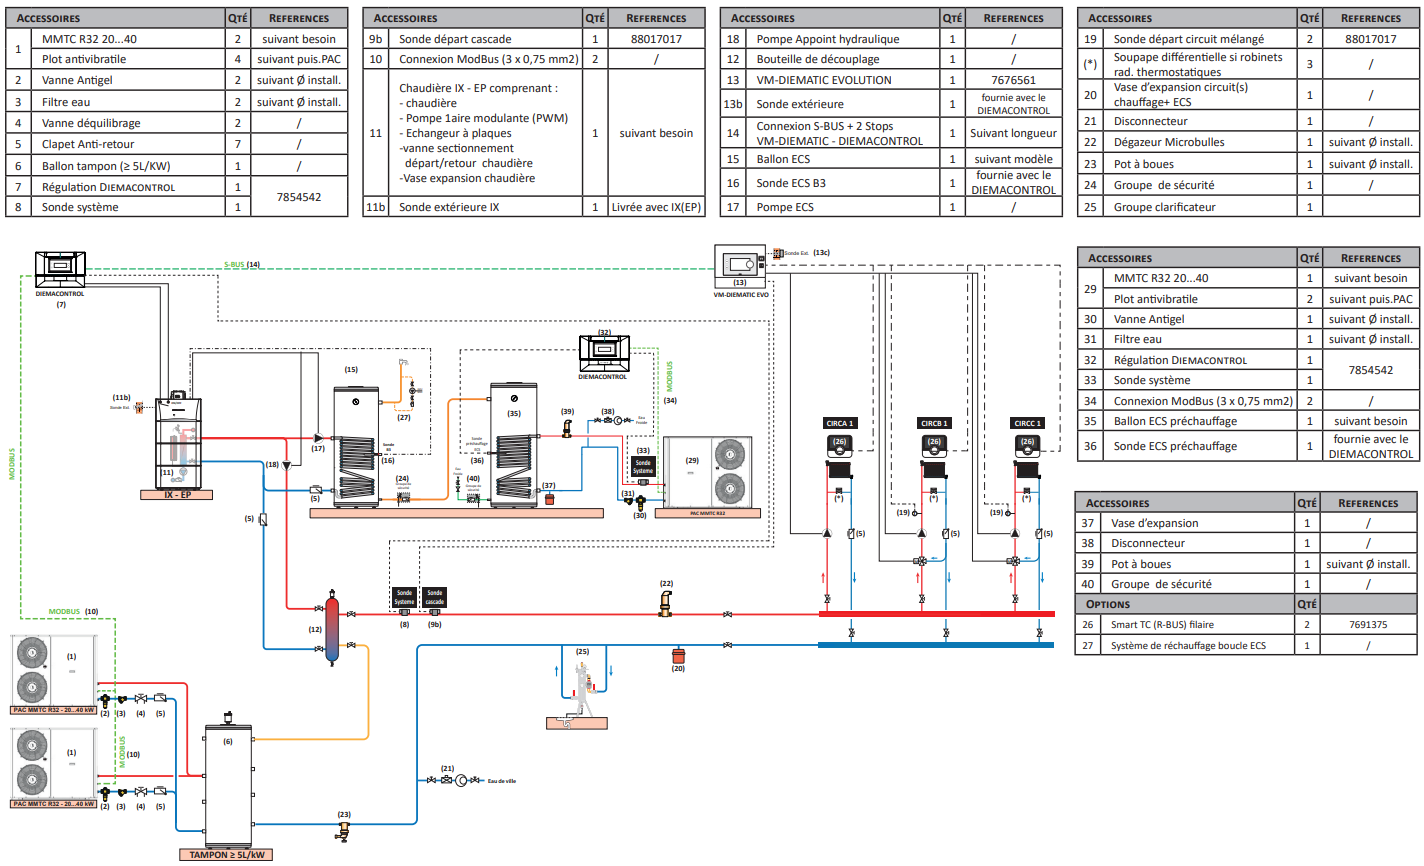 ACCESSOIRES QTÉ REFERENCES
1 MMTC R32 20...40 2 suivant besoin
Plot antivibratile 4 suivant puis.PAC
2 Vanne Antigel 2 suivant Ø install.
3 Filtre eau 2 suivant Ø install.
4 Vanne déquilibrage 2 /
5 Clapet Anti-retour 7 /
6 Ballon tampon (≥ 5L/KW) 1 /
7 Régulation DIEMACONTROL 1 7854542
8 Sonde système 1
ACCESSOIRES QTÉ REFERENCES
9b Sonde départ cascade 1 88017017
10 Connexion ModBus (3 x 0,75 mm2) 2 /
11 Chaudière IX - EP comprenant : 1 suivant besoin
- chaudière
- Pompe 1aire modulante (PWM)
- Echangeur à plaques
-vanne sectionnement
départ/retour chaudière
-Vase expansion chaudière
11b Sonde extérieure IX 1 Livrée avec IX(EP)
ACCESSOIRES QTÉ REFERENCES
18 Pompe Appoint hydraulique 1 /
12 Bouteille de découplage 1 /
13 VM-DIEMATIC EVOLUTION 1 7676561
13b Sonde extérieure 1 fournie avec le
DIEMACONTROL
14 Connexion S-BUS + 2 Stops
VM-DIEMATIC - DIEMACONTROL 1 Suivant longueur
15 Ballon ECS 1 suivant modèle
16 Sonde ECS B3 1 fournie avec le
DIEMACONTROL
17 Pompe ECS 1 /
ACCESSOIRES QTÉ REFERENCES
19 Sonde départ circuit mélangé 2 88017017
(*) Soupape différentielle si robinets
rad. thermostatiques 3 /
20 Vase d'expansion circuit(s)
chauffage+ ECS 1 /
21 Disconnecteur 1 /
22 Dégazeur Microbulles 1 suivant Ø install.
23 Pot à boues 1 suivant Ø install.
24 Groupe de sécurité 1 /
25 Groupe clarificateur 1
ACCESSOIRES QTÉ REFERENCES
29 MMTC R32 20...40 1 suivant besoin
Plot antivibratile 2 suivant puis.PAC
30 Vanne Antigel 1 suivant Ø install.
31 Filtre eau 1 suivant Ø install.
32 Régulation DIEMACONTROL 1 7854542
33 Sonde système 1
34 Connexion ModBus (3 x 0,75 mm2) 2 /
35 Ballon ECS préchauffage 1 suivant besoin
36 Sonde ECS préchauffage 1 fournie avec le
DIEMACONTROL
ACCESSOIRES QTÉ REFERENCES
37 Vase d'expansion 1 /
38 Disconnecteur 1 /
39 Pot à boues 1 suivant Ø install.
40 Groupe de sécurité 1 /
OPTIONS QTÉ
26 Smart TC (R-BUS) filaire 2 7691375
27 Système de réchauffage boucle ECS 1 /
DIEMACONTROL
(7)
S-BUS (14)
(13)
VM-DIEMATIC EVO
Sonde Ext. (13c)
(32)
DIEMACONTROL
MODBUS
(34)
MODBUS
(11b)
Sonde Ext.
(11)
IX - EP
(17)
(18)
(5)
(5)
(15)
Sonde
(16)
(27)
(24)
(35)
Sonde
préchauffage
ECS
(36)
Eau
Froide
(40)
(39)
(38)
Eau
Froide
(37)
(33)
Sonde
Systeme
(31)
(30)
(29)
PAC MMTC R32
CIRCA 1
CIRCB 1
CIRCC 1
(26)
(26)
(26)
(*)
(*)
(*)
(19)
(19)
(5)
(5)
(5)
(12)
Sonde
Systeme
(8)
Sonde
cascade
(9b)
(22)
(20)
(25)
MODBUS (10)
(1)
PAC MMTC R32 - 20...40 kW
(2) (3) (4) (5)
MODBUS
(10)
(1)
PAC MMTC R32 - 20...40 kW
(2) (3) (4) (5)
(6)
TAMPON ≥ 5L/kW
(21)
Eau de ville
(23)